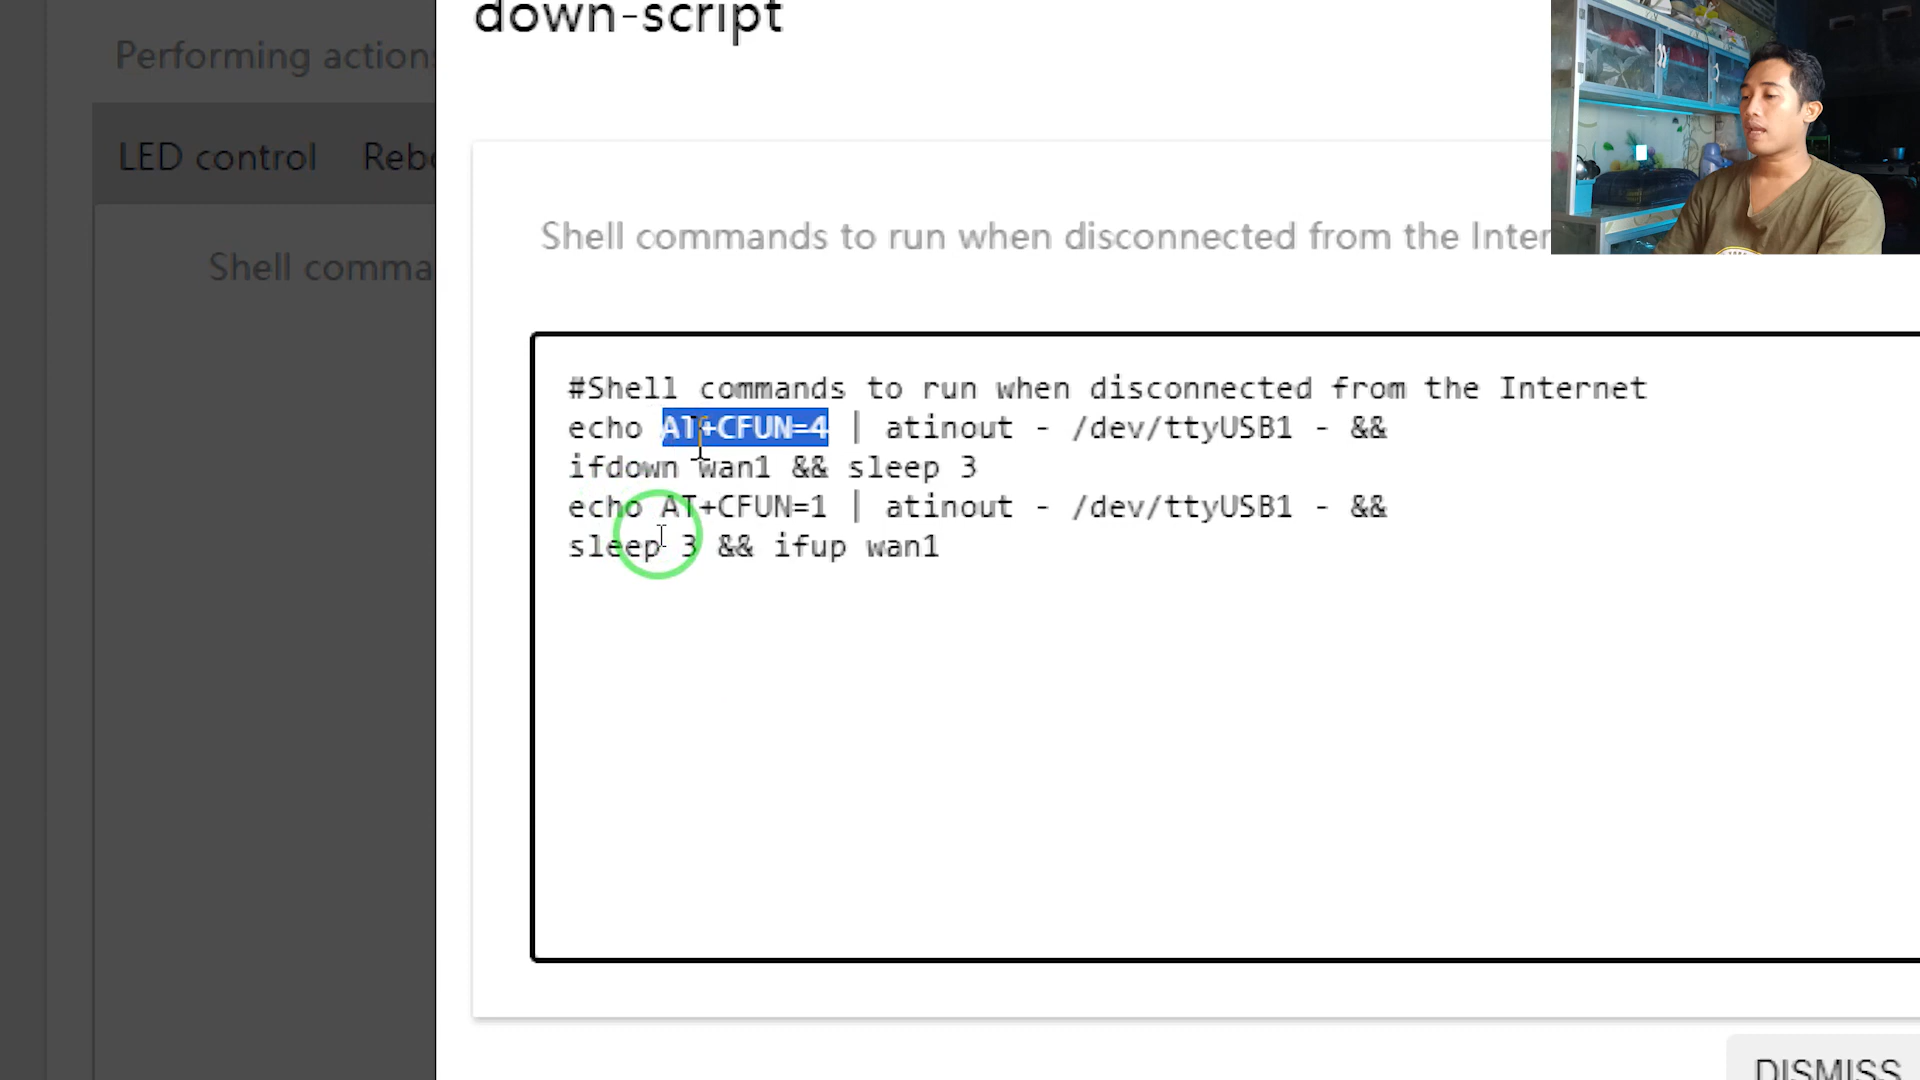 down-script
Performing action
LED control Reb
Shell comma
Shell commands to run when disconnected from the Inter
#Shell commands to run when disconnected from the Internet
echo AT+CFUN=4 | atinout - /dev/ttyUSB1 - &&
ifdown wan1 && sleep 3
echo AT+CFUN=1 | atinout - /dev/ttyUSB1 - &&
sleep 3 && ifup wan1
DISMISS